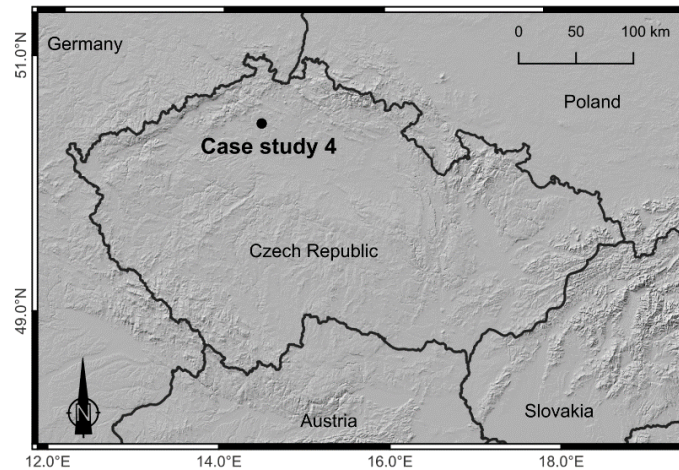 Germany
51.0°N
0 50 100 km
Poland
Case study 4
Czech Republic
49.0°N
N
Austria
Slovakia
12.0°E 14.0°E 16.0°E 18.0°E